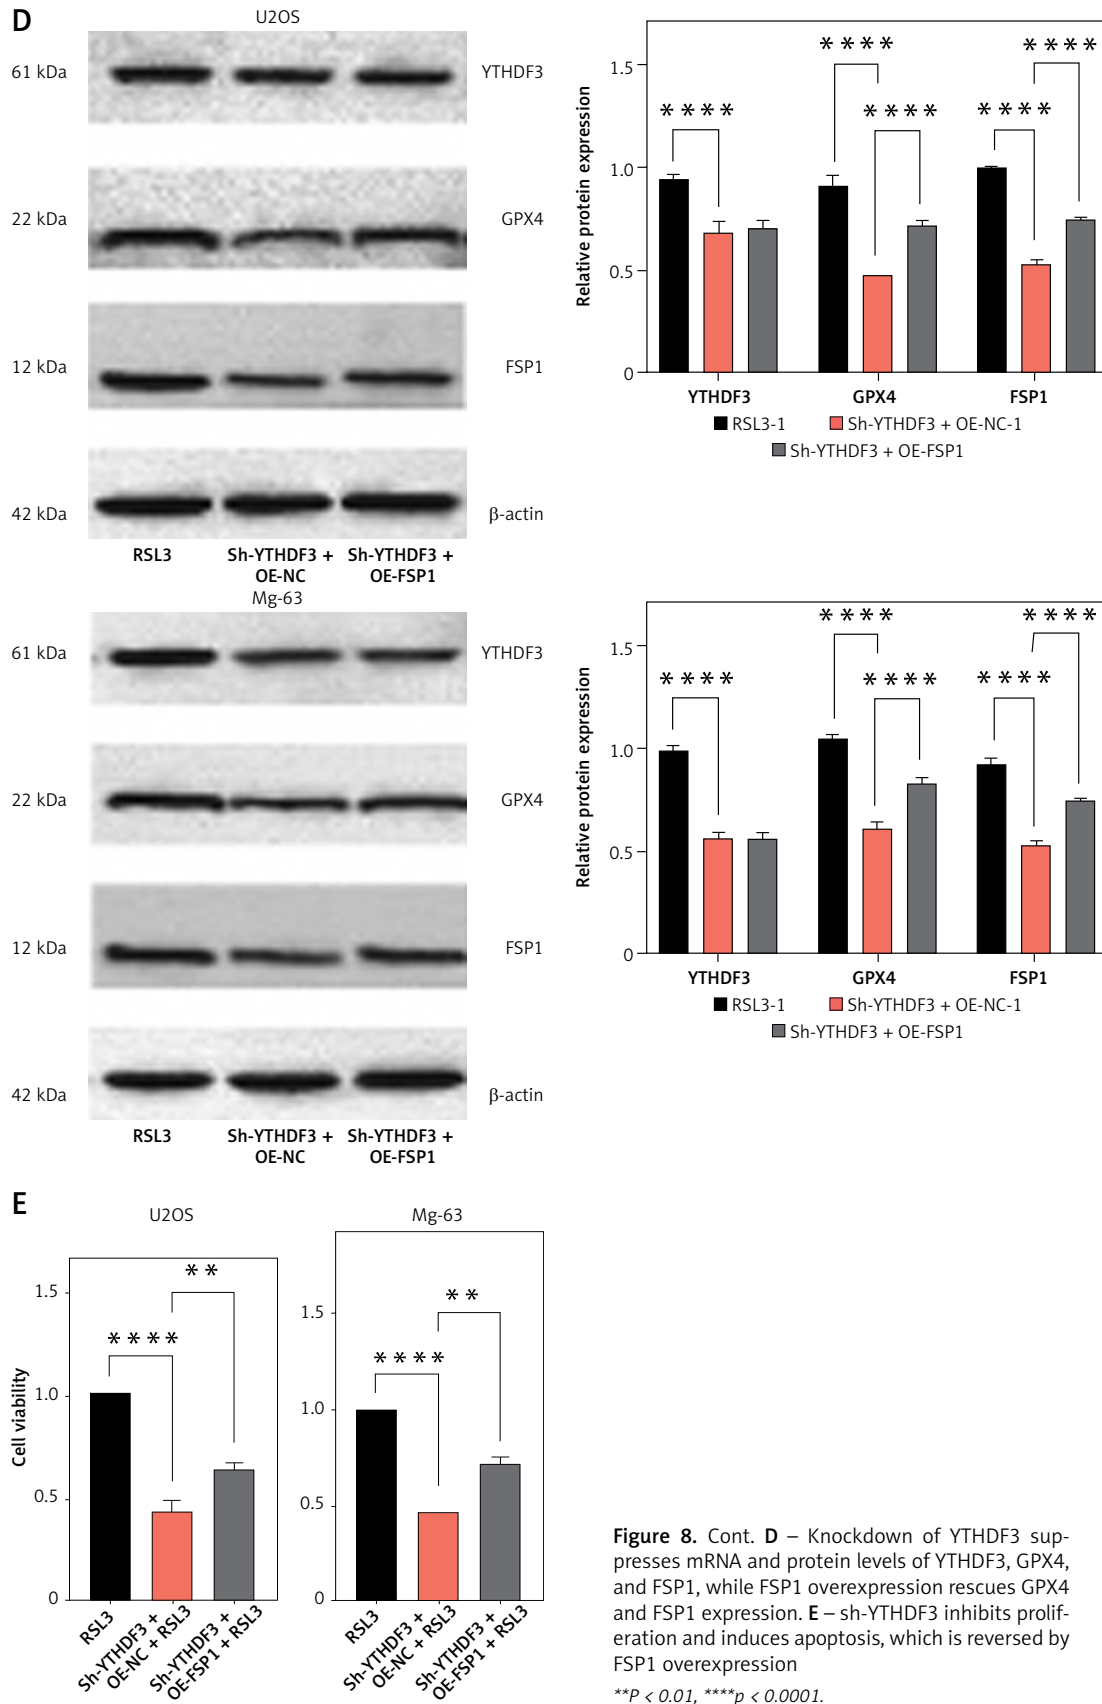 D
U2OS
61 kDa
YTHDF3
22 kDa
GPX4
12 kDa
FSP1
42 kDa
β-actin
RSL3
Sh-YTHDF3 +
OE-NC
Sh-YTHDF3 +
OE-FSP1
Relative protein expression
1.5
1.0
0.5
0
****
****
****
****
****
YTHDF3
GPX4
FSP1
RSL3-1
Sh-YTHDF3 + OE-NC-1
Sh-YTHDF3 + OE-FSP1
Mg-63
61 kDa
YTHDF3
22 kDa
GPX4
12 kDa
FSP1
42 kDa
β-actin
RSL3
Sh-YTHDF3 +
OE-NC
Sh-YTHDF3 +
OE-FSP1
Relative protein expression
1.5
1.0
0.5
0
****
****
****
****
****
YTHDF3
GPX4
FSP1
RSL3-1
Sh-YTHDF3 + OE-NC-1
Sh-YTHDF3 + OE-FSP1
E
U2OS
Cell viability
1.5
1.0
0.5
0
****
**
RSL3
Sh-YTHDF3 +
OE-NC + RSL3
Sh-YTHDF3 +
OE-FSP1 + RSL3
Mg-63
1.5
1.0
0.5
0
****
**
RSL3
Sh-YTHDF3 +
OE-NC + RSL3
Sh-YTHDF3 +
OE-FSP1 + RSL3
Figure 8. Cont. D – Knockdown of YTHDF3 sup-
presses mRNA and protein levels of YTHDF3, GPX4,
and FSP1, while FSP1 overexpression rescues GPX4
and FSP1 expression. E – sh-YTHDF3 inhibits prolif-
eration and induces apoptosis, which is reversed by
FSP1 overexpression
**P < 0.01, ****p < 0.0001.